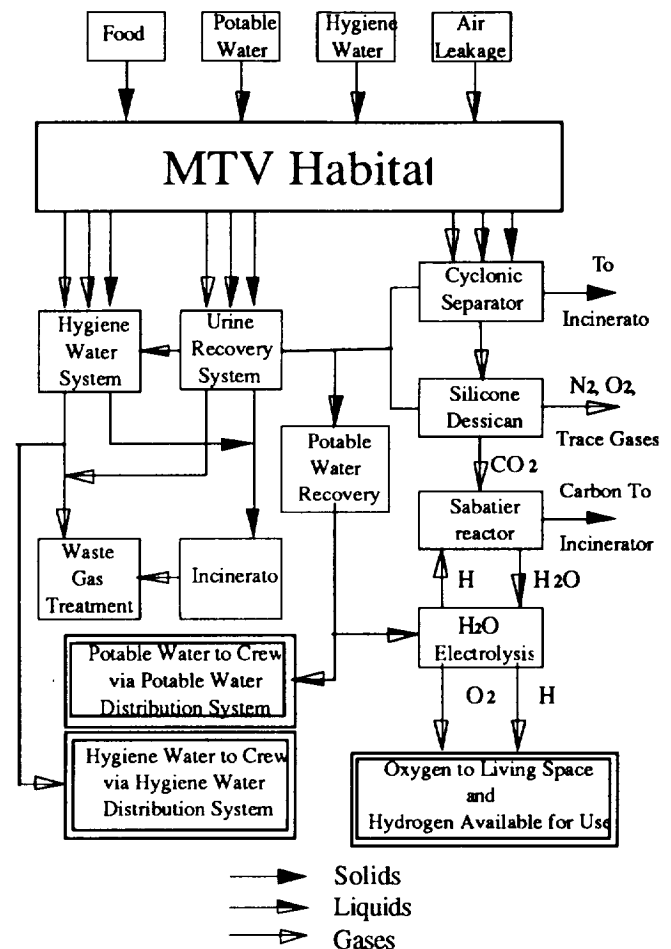 Food
Potable
Water
Hygiene
Water
Air
Leakage
MTV Habitat
Hygiene
Water
System
Urine
Recovery
System
Cyclonic
Separator
To
Incinerato
Silicone
Dessican
N2, O2,
Trace Gases
Potable
Water
Recovery
CO2
Sabatier
reactor
Carbon To
Incinerator
Waste
Gas
Treatment
Incinerato
H
H2O
H2O
Electrolysis
Potable Water to Crew
via Potable Water
Distribution System
O2
H
Hygiene Water to Crew
via Hygiene Water
Distribution System
Oxygen to Living Space
and
Hydrogen Available for Use
Solids
Liquids
Gases